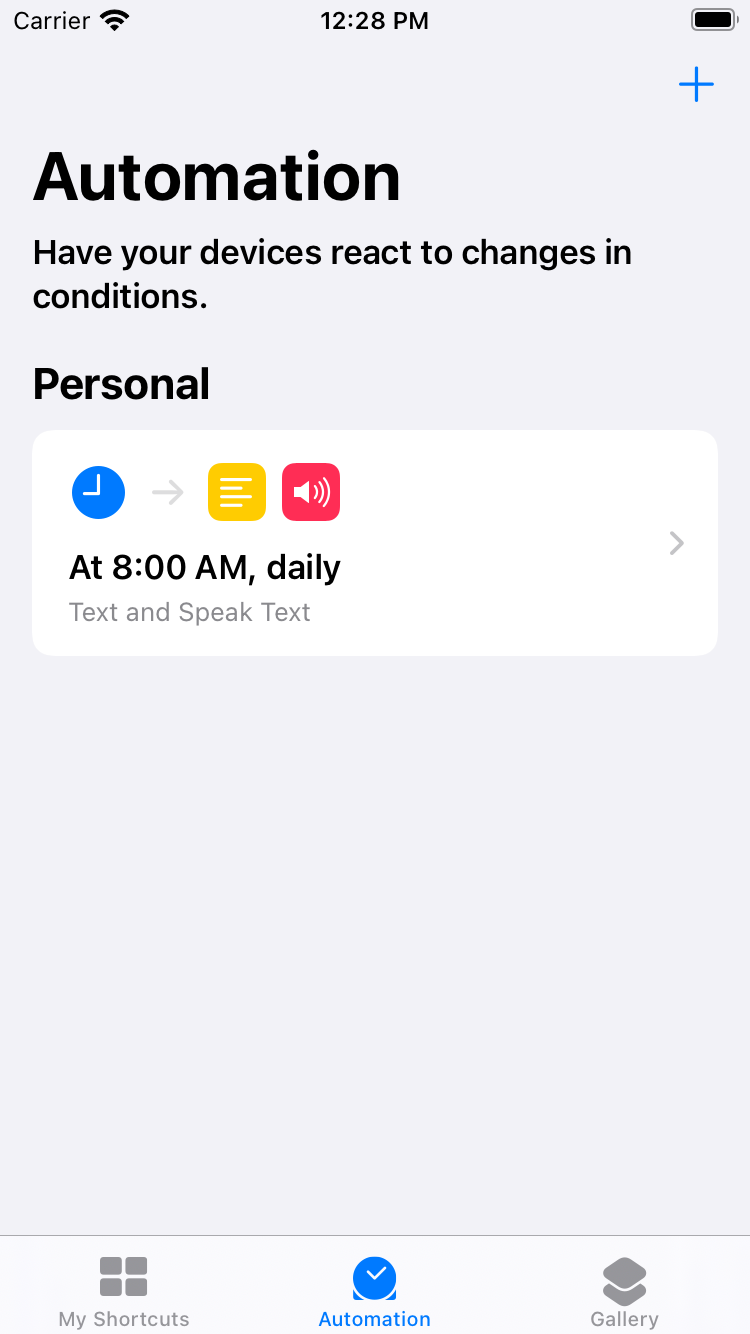 Carrier 12:28 PM
Automation
Have your devices react to changes in
conditions.
Personal
At 8:00 AM, daily
Text and Speak Text
My Shortcuts Automation Gallery